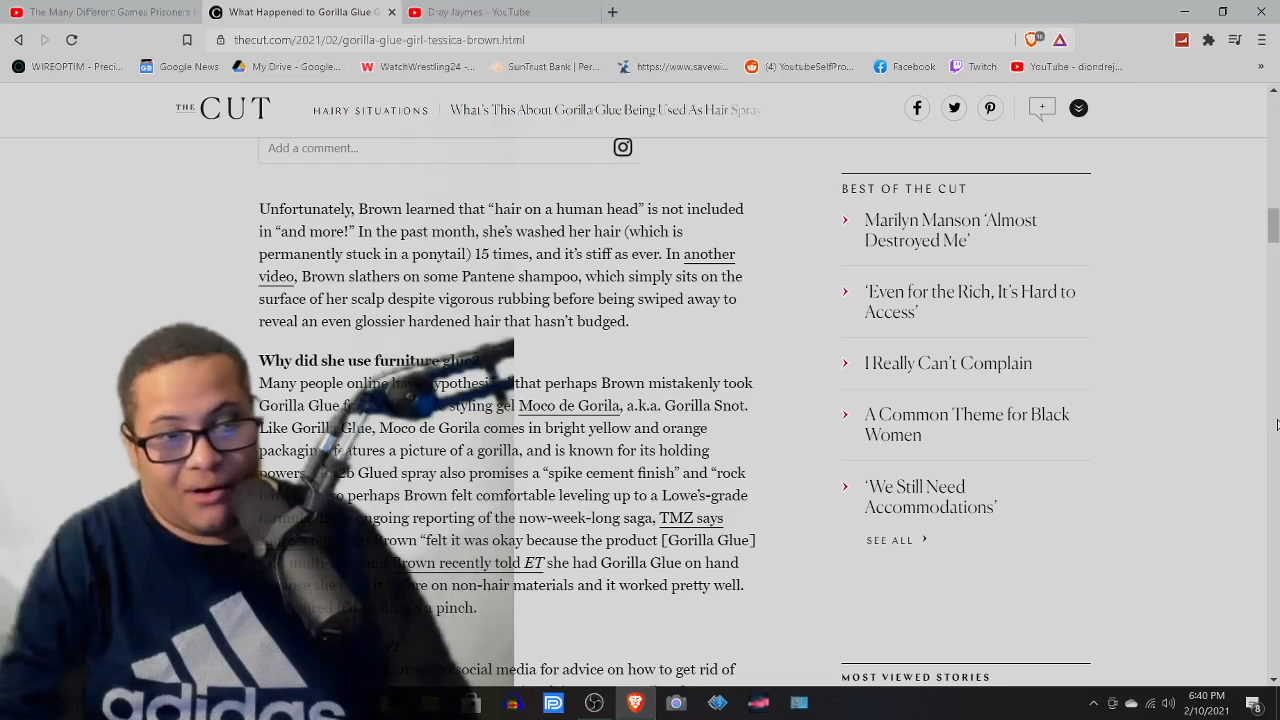 The Many Different Games Prisoners
What Happened to Gorilla Glue G
Dray Jaymes - YouTube
thecut.com/2021/02/gorilla-glue-girl-tessica-brown.html
16
WIREOPTIM - Preci...
Google News
My Drive - Google...
WatchWrestling24 -...
SunTrust Bank | Per...
https://www.savewi...
(4) YoutubeSelfPro...
Facebook
Twitch
YouTube - diondrej...
»
THE CUT
HAIRY SITUATIONS
What's This About Gorilla Glue Being Used As Hair Spray
Add a comment...
Unfortunately, Brown learned that “hair on a human head” is not included
in “and more!” In the past month, she’s washed her hair (which is
permanently stuck in a ponytail) 15 times, and it’s stiff as ever. In another
video, Brown slathers on some Pantene shampoo, which simply sits on the
surface of her scalp despite vigorous rubbing before being swiped away to
reveal an even glossier hardened hair that hasn’t budged.
Why did she use furniture glue?
Many people online have hypothesized that perhaps Brown mistakenly took
Gorilla Glue styling gel Moco de Gorila, a.k.a. Gorilla Snot.
Like Gorilla Glue, Moco de Gorila comes in bright yellow and orange
packaging, features a picture of a gorilla, and is known for its holding
powers. Glued spray also promises a “spike cement finish” and “rock
so perhaps Brown felt comfortable leveling up to a Lowe’s-grade
ongoing reporting of the now-week-long saga, TMZ says
Brown “felt it was okay because the product [Gorilla Glue]
Brown recently told ET she had Gorilla Glue on hand
on non-hair materials and it worked pretty well.
a pinch.
social media for advice on how to get rid of
BEST OF THE CUT
Marilyn Manson ‘Almost
Destroyed Me’
‘Even for the Rich, It’s Hard to
Access’
I Really Can’t Complain
A Common Theme for Black
Women
‘We Still Need
Accommodations’
SEE ALL
MOST VIEWED STORIES
adidas
6:40 PM
2/10/2021
8